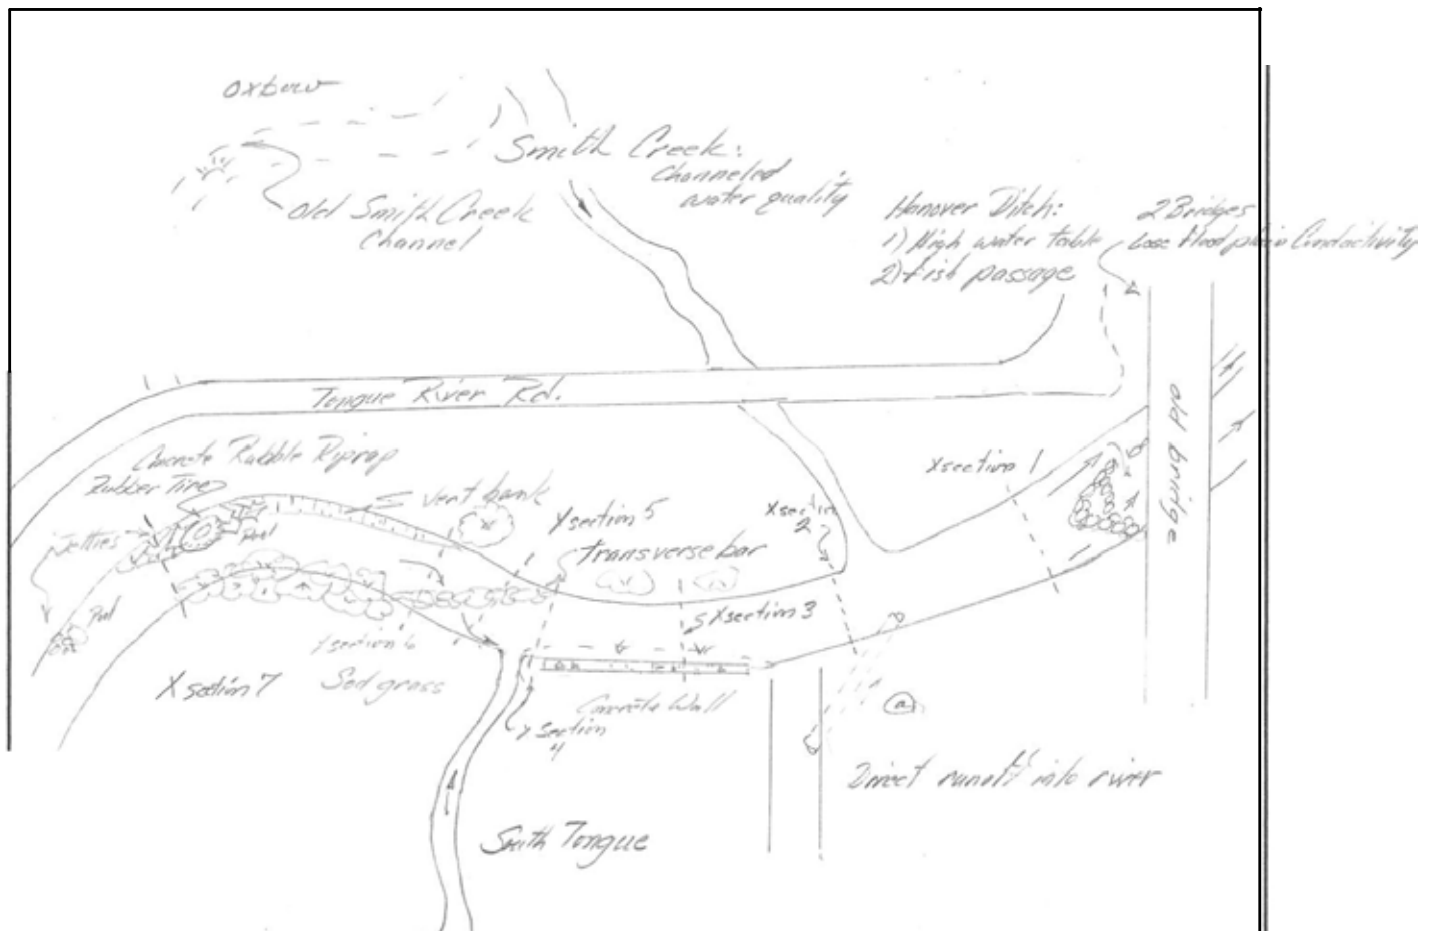 Oxbow
Smith Creek:
Channeled
water quality
Old Smith Creek
Channel
Hanover Ditch:
1) High water table
2) Fish passage
2 Bridges
Lose flood plain Conductivity
Tongue River Rd.
old bridge
Concrete Rubble Riprap
Rubber Tire
Jetties
Pool
Pool
Vert bank
Xsection 5
Transverse bar
Xsection
2
Xsection 1
Xsection 3
Xsection 6
Xsection 7
Sod grass
Concrete Wall
X section
4
a
Direct runoff into river
South Tongue